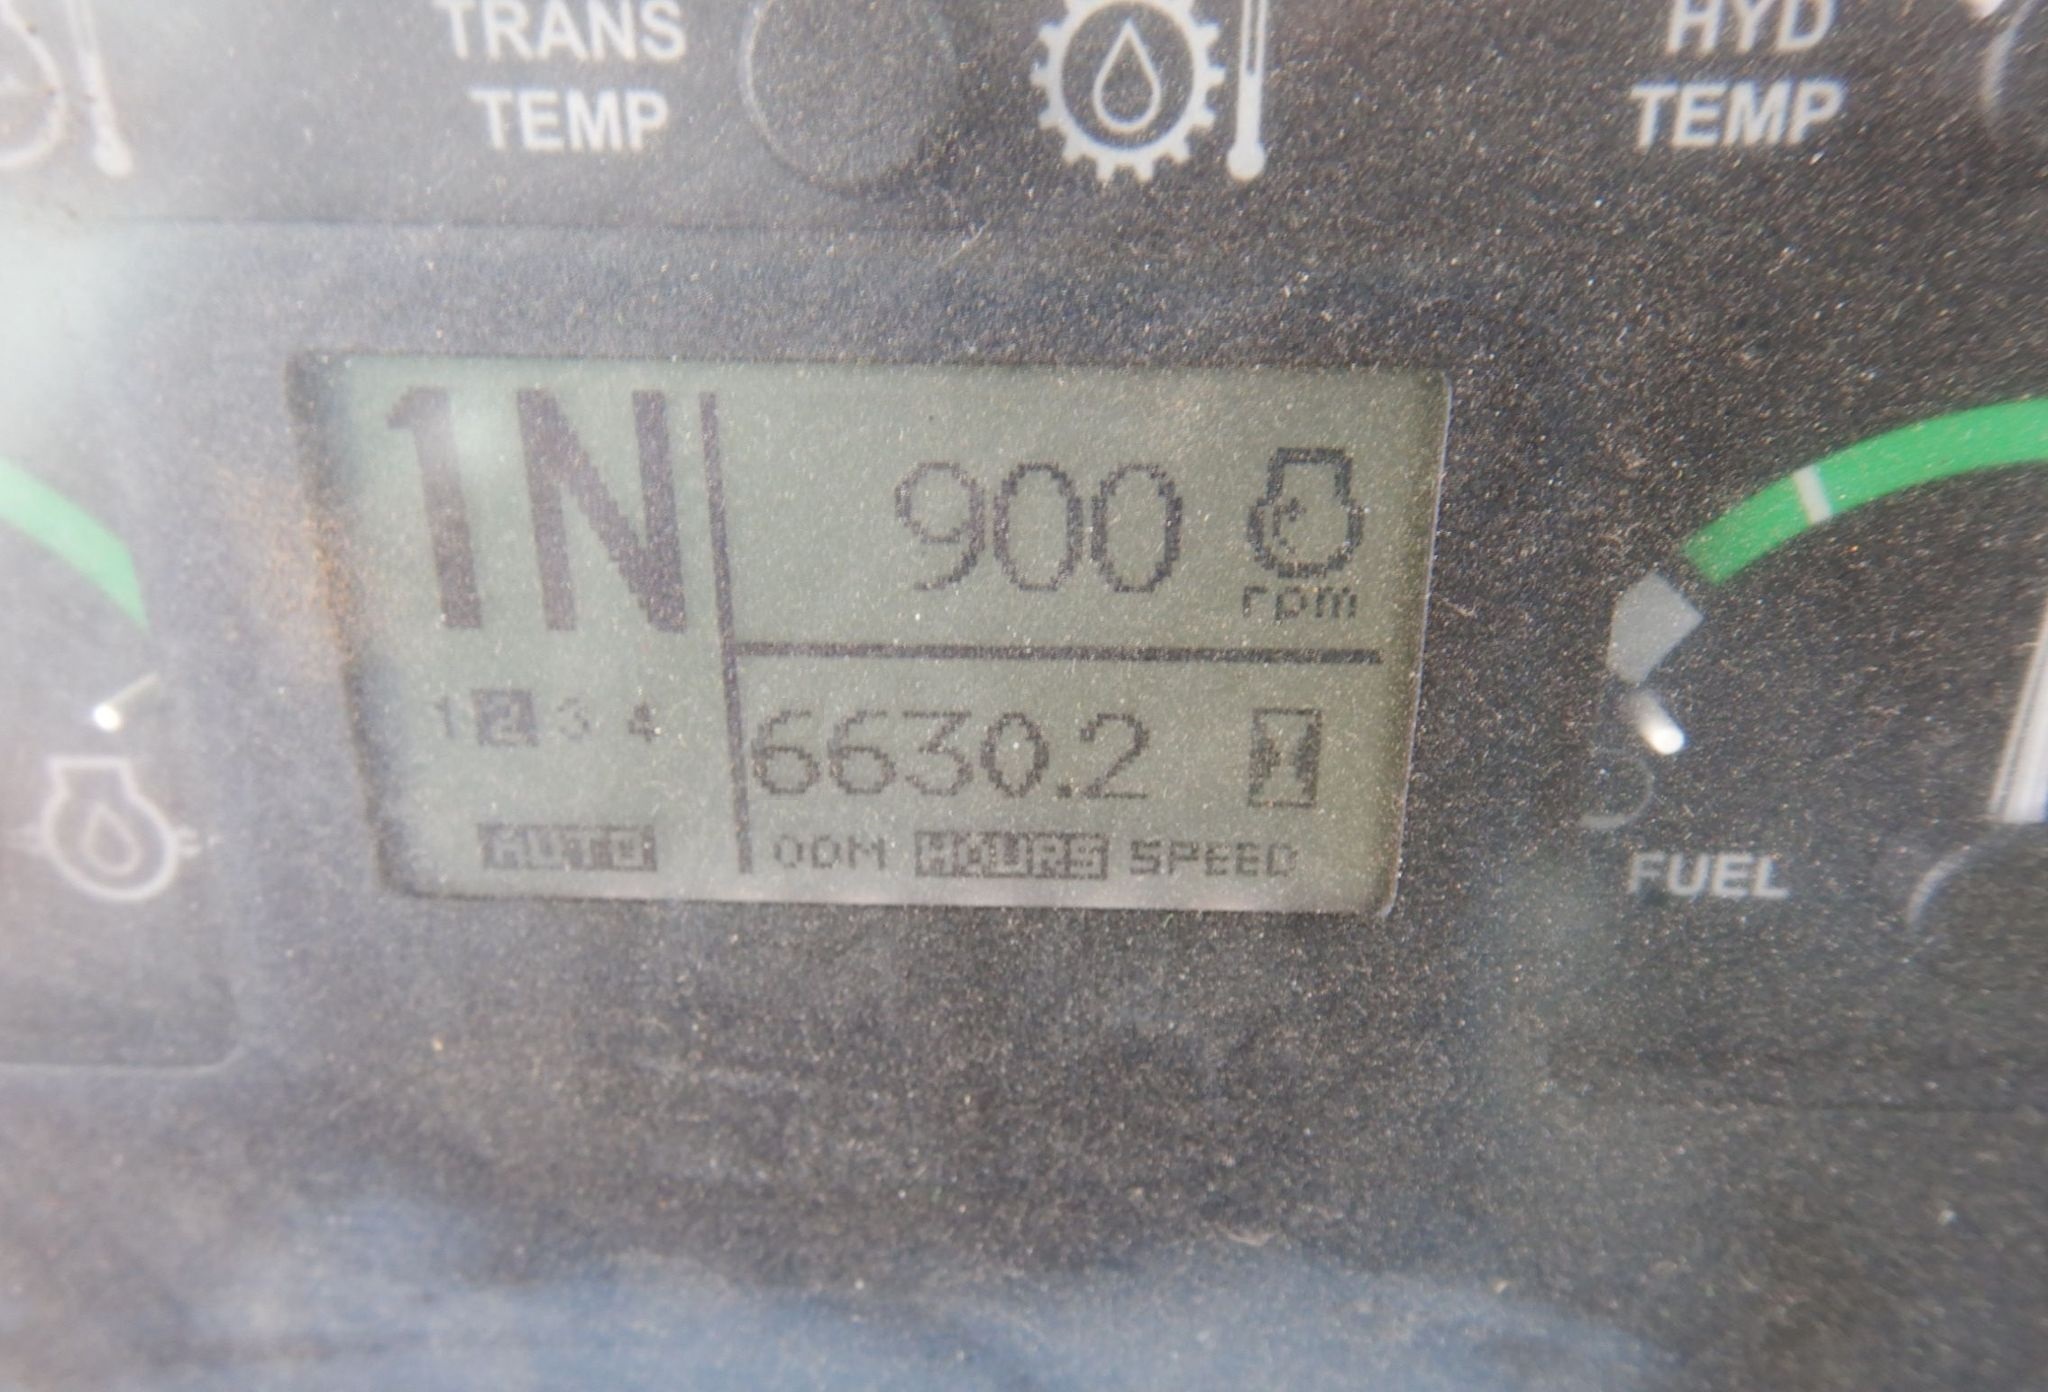 TRANS
TEMP
HYD
TEMP
1N
900
rpm
1 2 3 4
6630.2
AUTO
ODM HOURS SPEED
FUEL